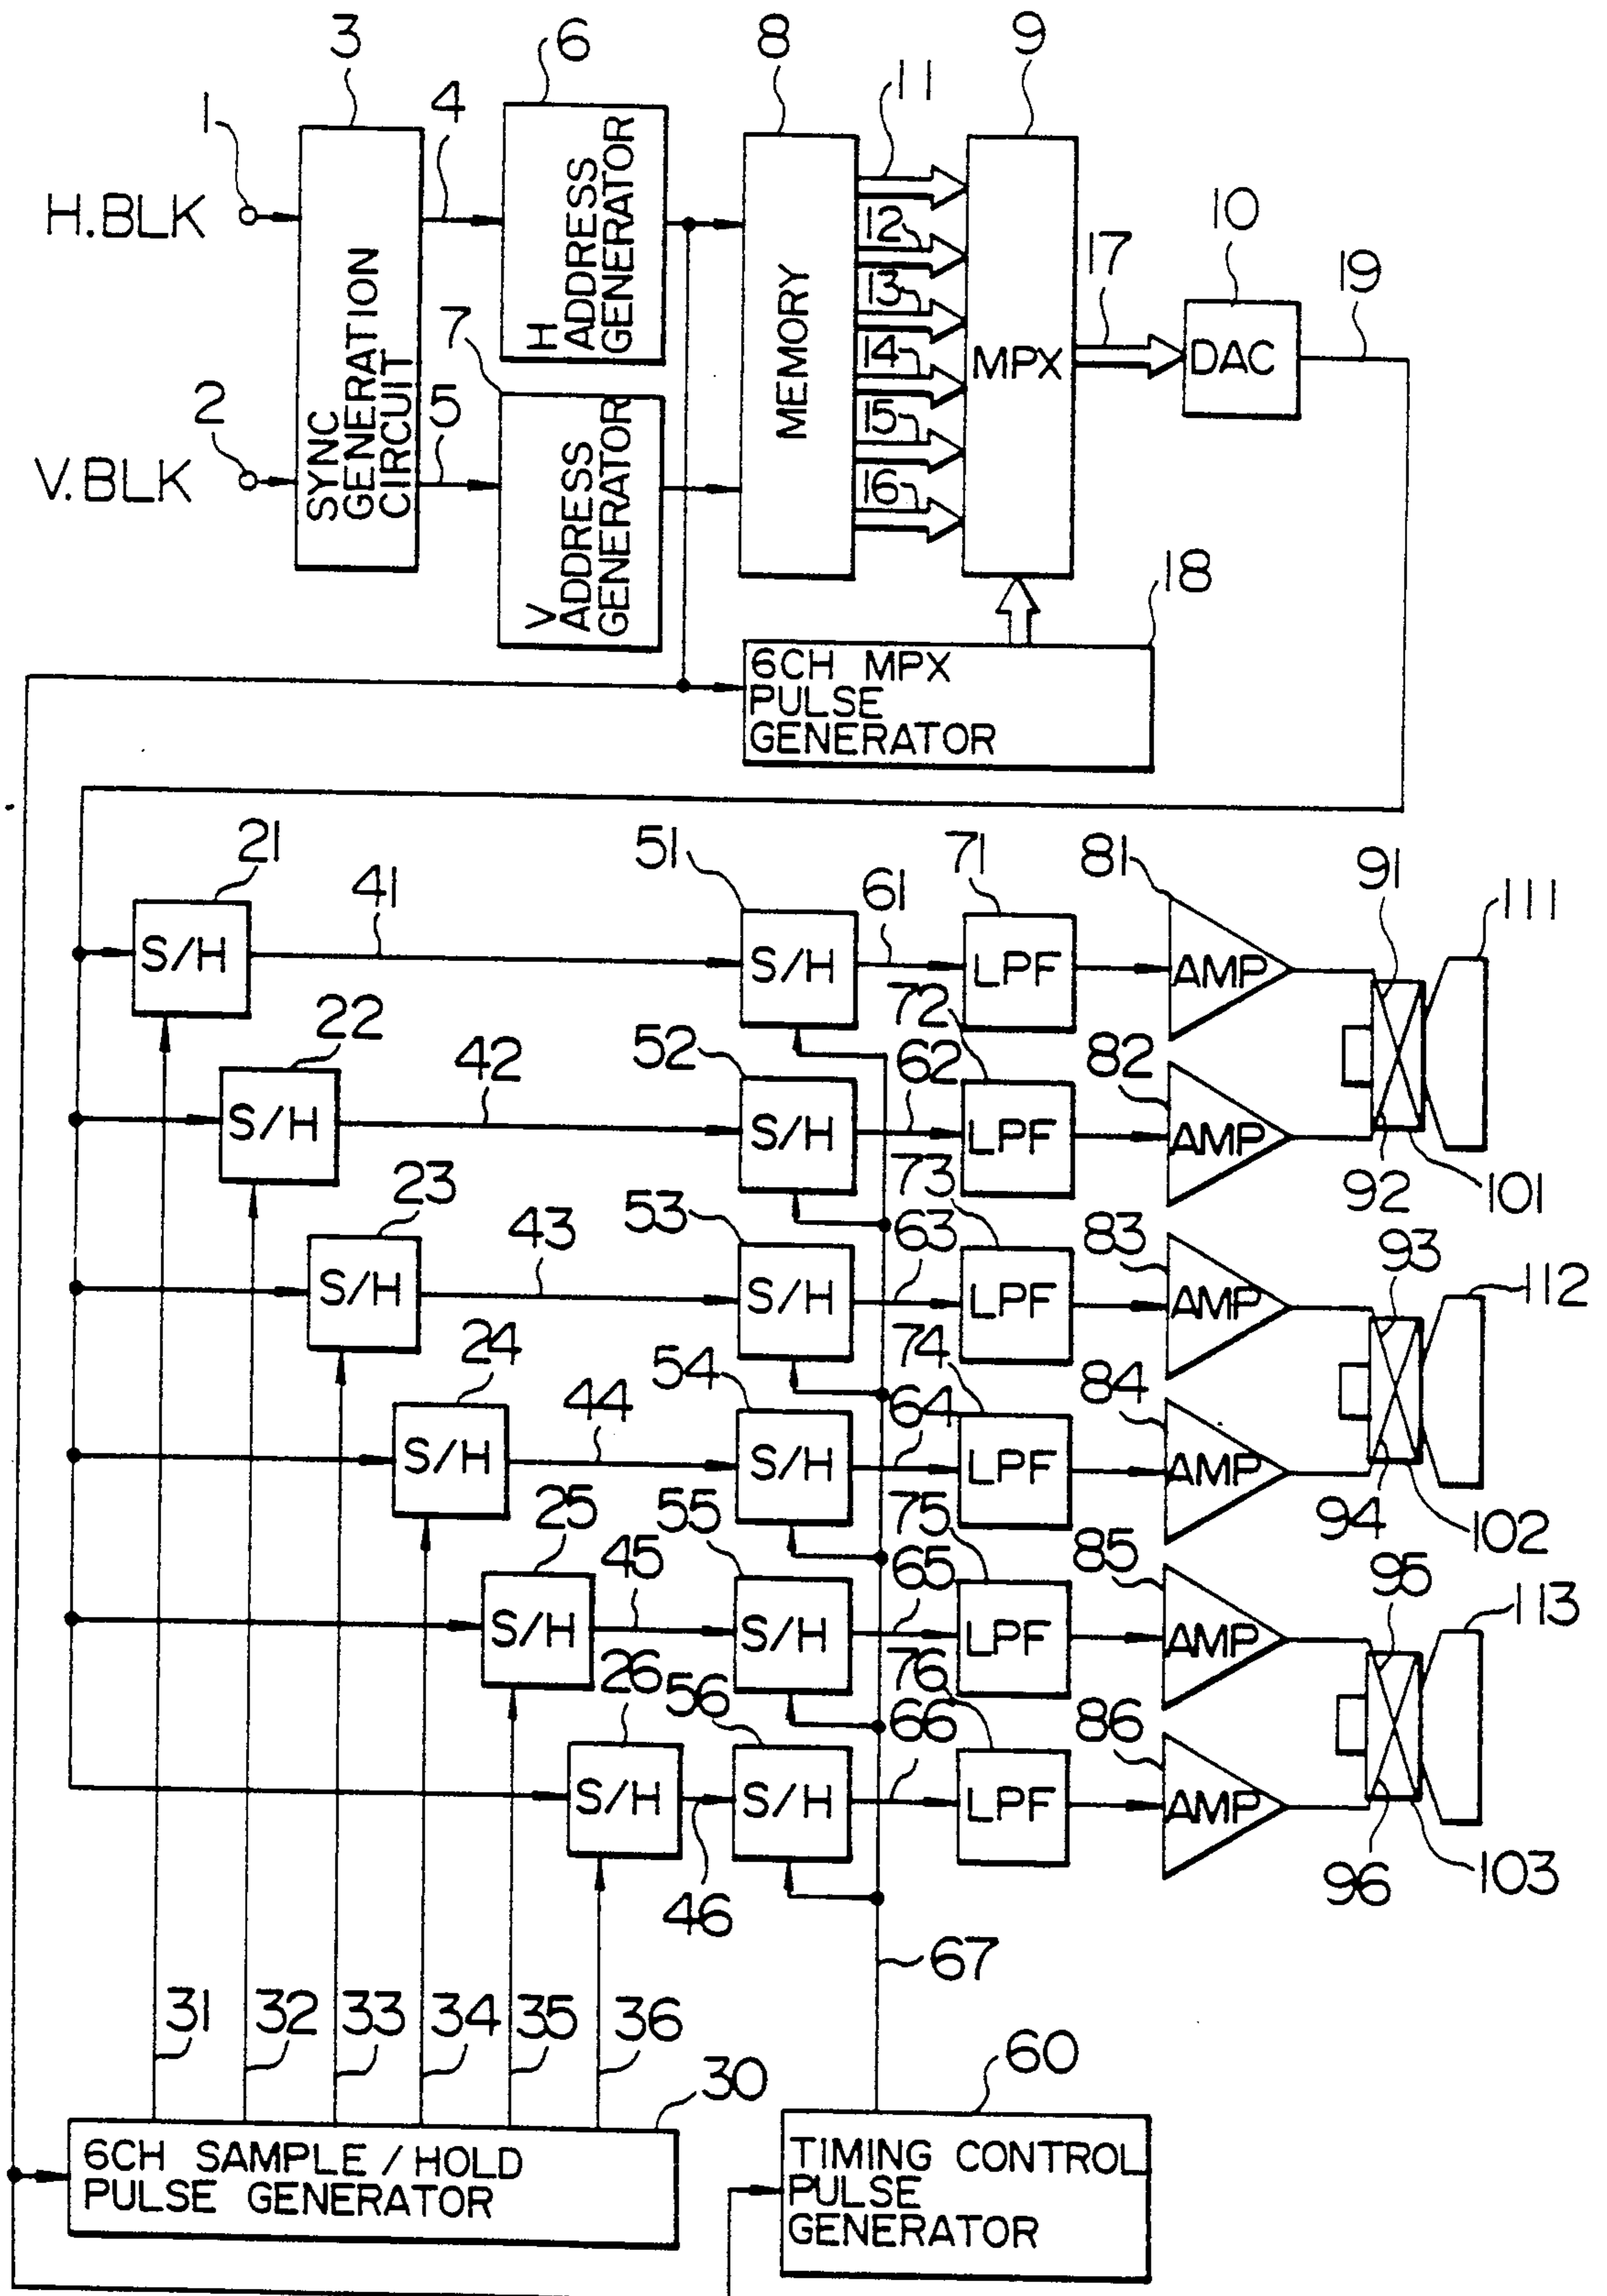 3
6
8
9
11
1
4
H.BLK
SYNC
GENERATION
CIRCUIT
H
ADDRESS
GENERATOR
MEMORY
12
13
14
15
16
MPX
17
10
DAC
19
2
V.BLK
5
7
V
ADDRESS
GENERATOR
18
6CH MPX
PULSE
GENERATOR
21
41
51
61
71
81
91
111
S/H
S/H
LPF
AMP
22
42
52
62
72
82
92
101
S/H
S/H
LPF
AMP
23
43
53
63
73
83
93
112
S/H
S/H
LPF
AMP
24
44
54
64
74
84
94
102
S/H
S/H
LPF
AMP
25
45
55
65
75
85
95
113
S/H
S/H
LPF
AMP
26
56
66
76
86
S/H
S/H
LPF
AMP
46
96
103
67
31
32
33
34
35
36
30
60
6CH SAMPLE/HOLD
PULSE GENERATOR
TIMING CONTROL
PULSE
GENERATOR